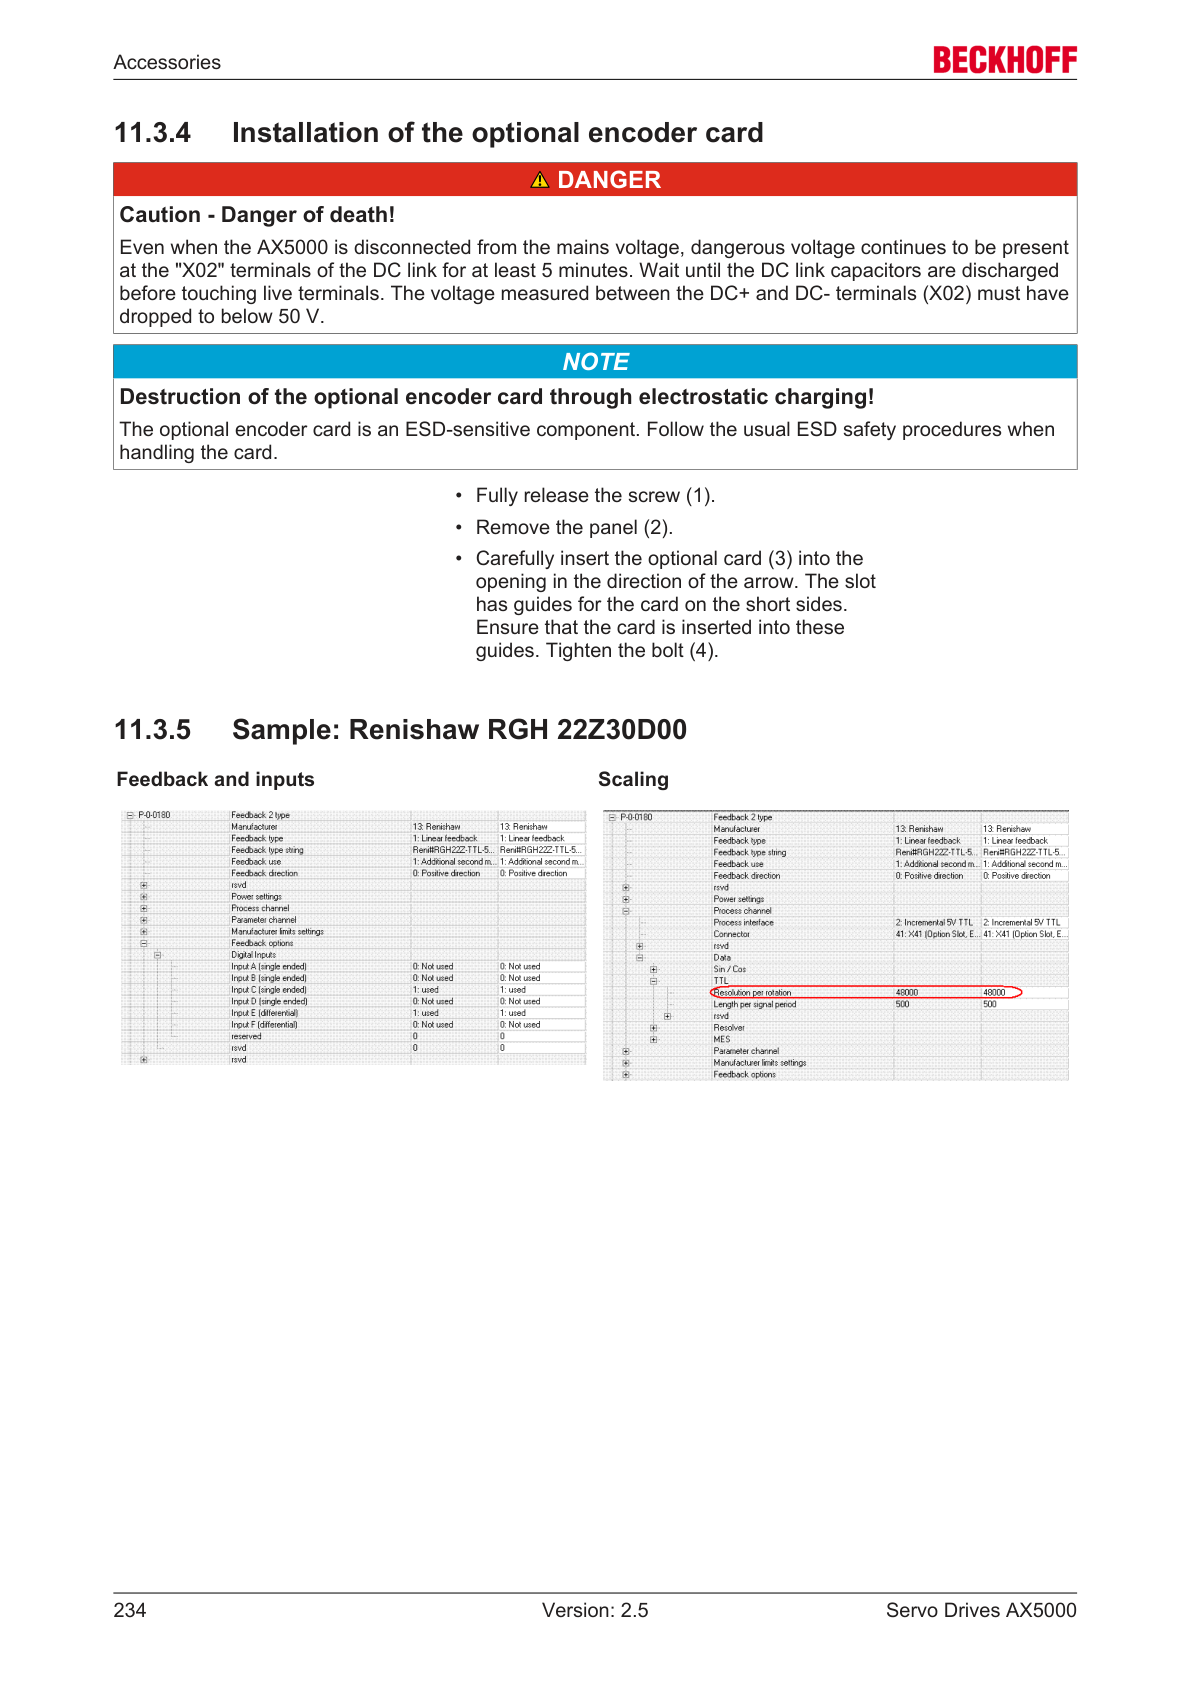 Accessories
BECKHOFF
11.3.4 Installation of the optional encoder card
DANGER
Caution - Danger of death!
Even when the AX5000 is disconnected from the mains voltage, dangerous voltage continues to be present
at the "X02" terminals of the DC link for at least 5 minutes. Wait until the DC link capacitors are discharged
before touching live terminals. The voltage measured between the DC+ and DC- terminals (X02) must have
dropped to below 50 V.
NOTE
Destruction of the optional encoder card through electrostatic charging!
The optional encoder card is an ESD-sensitive component. Follow the usual ESD safety procedures when
handling the card.
• Fully release the screw (1).
• Remove the panel (2).
• Carefully insert the optional card (3) into the
opening in the direction of the arrow. The slot
has guides for the card on the short sides.
Ensure that the card is inserted into these
guides. Tighten the bolt (4).
11.3.5 Sample: Renishaw RGH 22Z30D00
Feedback and inputs
P-0-0180 Feedback 2 type
Manufacturer 13: Renishaw 13: Renishaw
Feedback type 1: Linear feedback 1: Linear feedback
Feedback type string Reni#RGH22Z-TTL-5... Reni#RGH22Z-TTL-5...
Feedback use 1: Additional second m... 1: Additional second m...
Feedback direction 0: Positive direction 0: Positive direction
rsvd
Power settings
Process channel
Parameter channel
Manufacturer limits settings
Feedback options
Digital Inputs
Input A (single ended) 0: Not used 0: Not used
Input B (single ended) 0: Not used 0: Not used
Input C (single ended) 1: used 1: used
Input D (single ended) 0: Not used 0: Not used
Input E (differential) 1: used 1: used
Input F (differential) 0: Not used 0: Not used
reserved 0 0
rsvd 0 0
rsvd
Scaling
P-0-0180 Feedback 2 type
Manufacturer 13: Renishaw 13: Renishaw
Feedback type 1: Linear feedback 1: Linear feedback
Feedback type string Reni#RGH22Z-TTL-5... Reni#RGH22Z-TTL-5...
Feedback use 1: Additional second m... 1: Additional second m...
Feedback direction 0: Positive direction 0: Positive direction
rsvd
Power settings
Process channel
Process interface 2: Incremental 5V TTL 2: Incremental 5V TTL
Connector 41: X41 (Option Slot, E... 41: X41 (Option Slot, E...
rsvd
Data
Sin / Cos
TTL
Resolution per rotation 48000 48000
Length per signal period 500 500
rsvd
Resolver
MES
Parameter channel
Manufacturer limits settings
Feedback options
234 Version: 2.5 Servo Drives AX5000